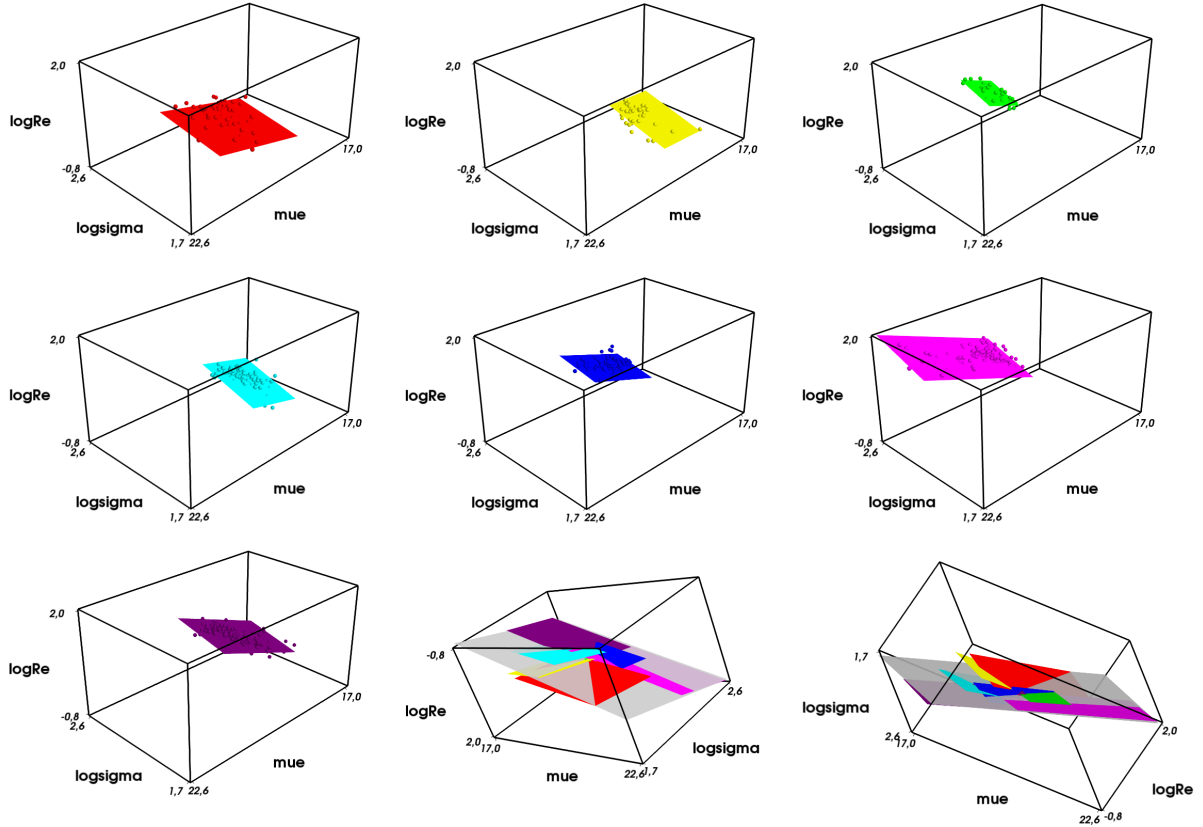 2,0
logRe
-0,8
2,6
logsigma
1,7 22,6
mue
17,0
2,0
logRe
-0,8
2,6
logsigma
1,7 22,6
mue
17,0
2,0
logRe
-0,8
2,6
logsigma
1,7 22,6
mue
17,0
2,0
logRe
-0,8
2,6
logsigma
1,7 22,6
mue
17,0
2,0
logRe
-0,8
2,6
logsigma
1,7 22,6
mue
17,0
2,0
logRe
-0,8
2,6
logsigma
1,7 22,6
mue
17,0
2,0
logRe
-0,8
2,6
logsigma
1,7 22,6
mue
17,0
-0,8
logRe
2,0 17,0
mue
22,6 1,7
logsigma
2,6
1,7
logsigma
2,6 17,0
mue
22,6 -0,8
logRe
2,0